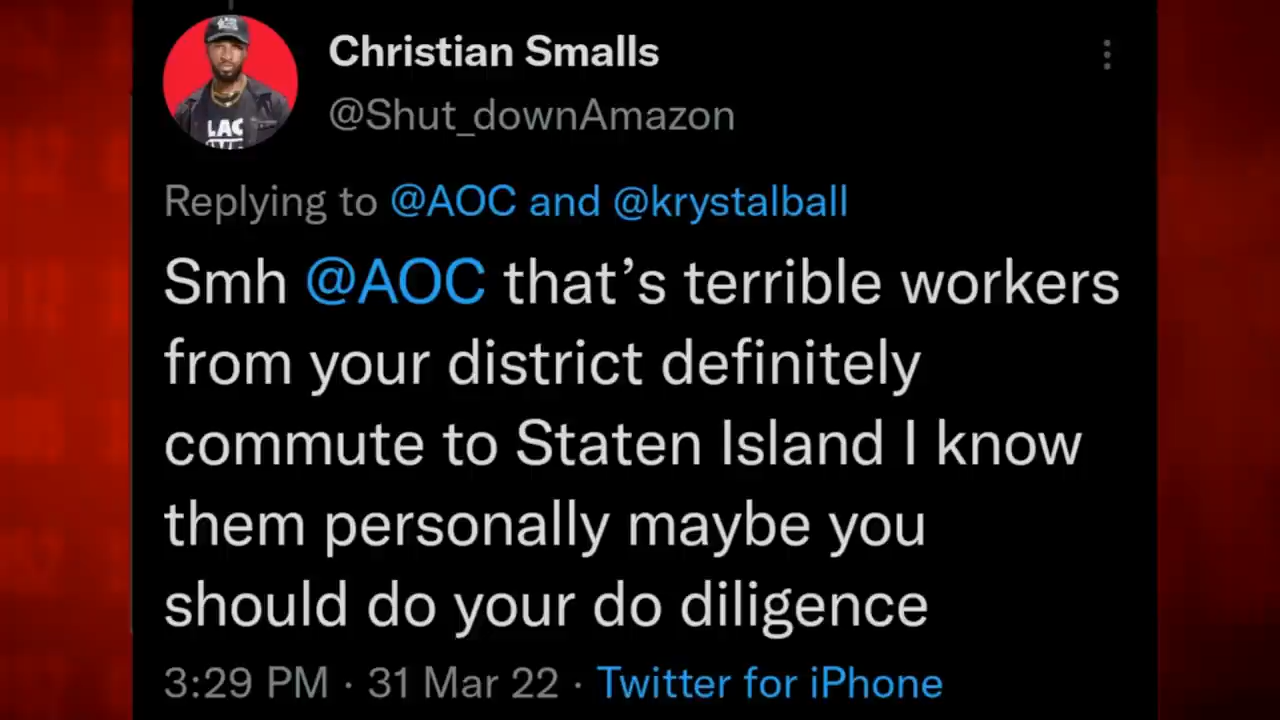 Christian Smalls
@Shut_downAmazon
Replying to @AOC and @krystalball
Smh @AOC that’s terrible workers
from your district definitely
commute to Staten Island I know
them personally maybe you
should do your do diligence
3:29 PM · 31 Mar 22 · Twitter for iPhone